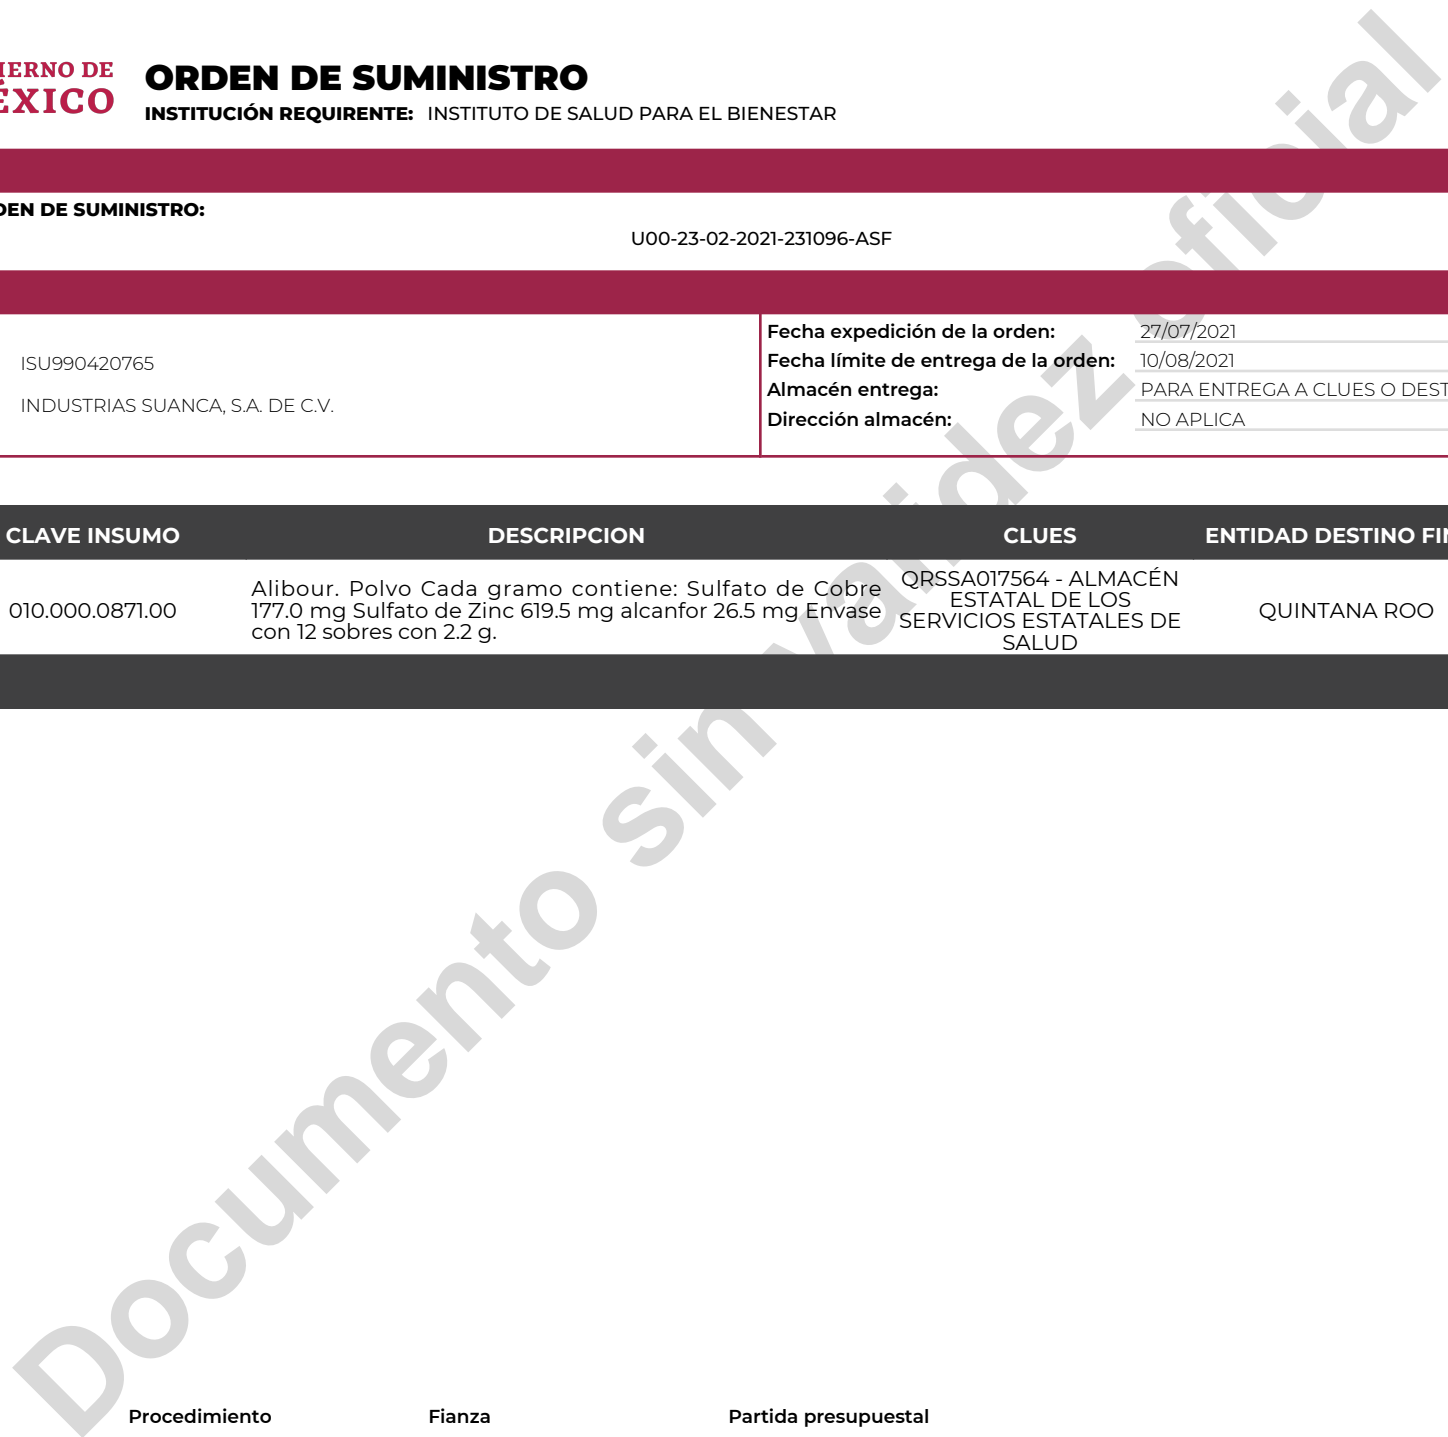 IERNO DE
ÉXICO
ORDEN DE SUMINISTRO
INSTITUCIÓN REQUIRENTE: INSTITUTO DE SALUD PARA EL BIENESTAR
DEN DE SUMINISTRO:
U00-23-02-2021-231096-ASF
ISU990420765
INDUSTRIAS SUANCA, S.A. DE C.V.
Fecha expedición de la orden: 27/07/2021
Fecha límite de entrega de la orden: 10/08/2021
Almacén entrega: PARA ENTREGA A CLUES O DEST
Dirección almacén: NO APLICA
CLAVE INSUMO DESCRIPCION CLUES ENTIDAD DESTINO FIN
010.000.0871.00
Alibour. Polvo Cada gramo contiene: Sulfato de Cobre
177.0 mg Sulfato de Zinc 619.5 mg alcanfor 26.5 mg Envase
con 12 sobres con 2.2 g.
QRSSA017564 - ALMACÉN
ESTATAL DE LOS
SERVICIOS ESTATALES DE
SALUD
QUINTANA ROO
Documento sin validez oficial
Procedimiento Fianza Partida presupuestal